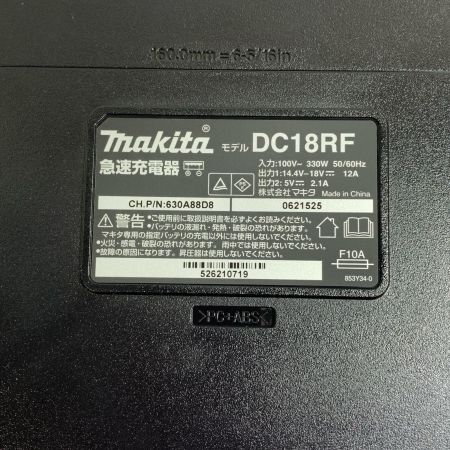 160.0mm = 6-5/16in
makita® モデル DC18RF
急速充電器
入力:100V~ 330W 50/60Hz
出力1:14.4V-18V⎓ 12A
出力2:5V⎓ 2.1A
株式会社マキタ Made in China
CH.P/N:630A88D8 0621525
⚠警告 •ご使用前に取扱説明書を必ずよくお読みください。
•バッテリの液漏れ・発熱・破裂の恐れがあります。
マキタ専用の指定バッテリの充電以外には使用しないでください。
•火災・感電・破裂の恐れがあります。雨中では使用しないでください。
•故障の原因になります。昇圧器に使用しないでください。
F10A
853Y34-0
526210719
>PC+ABS<